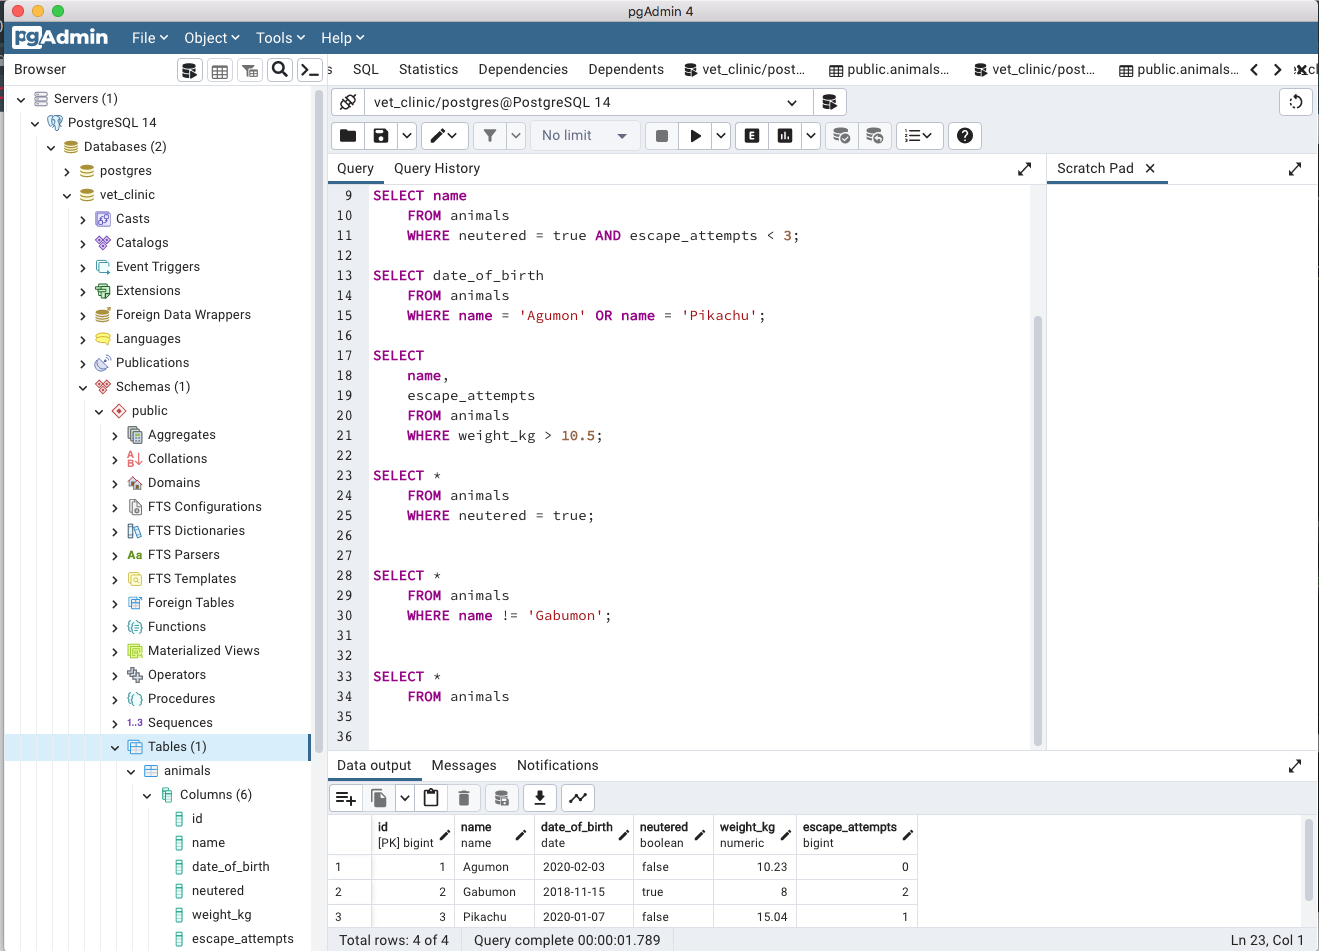 pgAdmin 4
pgAdmin File Object Tools Help
Browser
SQL Statistics Dependencies Dependents vet_clinic/post... public.animals... vet_clinic/post... public.animals...
Servers (1)
PostgreSQL 14
Databases (2)
postgres
vet_clinic
Casts
Catalogs
Event Triggers
Extensions
Foreign Data Wrappers
Languages
Publications
Schemas (1)
public
Aggregates
Collations
Domains
FTS Configurations
FTS Dictionaries
Aa FTS Parsers
FTS Templates
Foreign Tables
Functions
Materialized Views
Operators
Procedures
1..3 Sequences
Tables (1)
animals
Columns (6)
id
name
date_of_birth
neutered
weight_kg
escape_attempts
vet_clinic/postgres@PostgreSQL 14
No limit
E
Query Query History
Scratch Pad
9 SELECT name
10 FROM animals
11 WHERE neutered = true AND escape_attempts < 3;
12
13 SELECT date_of_birth
14 FROM animals
15 WHERE name = 'Agumon' OR name = 'Pikachu';
16
17 SELECT
18 name,
19 escape_attempts
20 FROM animals
21 WHERE weight_kg > 10.5;
22
23 SELECT *
24 FROM animals
25 WHERE neutered = true;
26
27
28 SELECT *
29 FROM animals
30 WHERE name != 'Gabumon';
31
32
33 SELECT *
34 FROM animals
35
36
Data output Messages Notifications
id name date_of_birth neutered weight_kg escape_attempts
[PK] bigint name date boolean numeric bigint
1 1 Agumon 2020-02-03 false 10.23 0
2 2 Gabumon 2018-11-15 true 8 2
3 3 Pikachu 2020-01-07 false 15.04 1
Total rows: 4 of 4 Query complete 00:00:01.789 Ln 23, Col 1